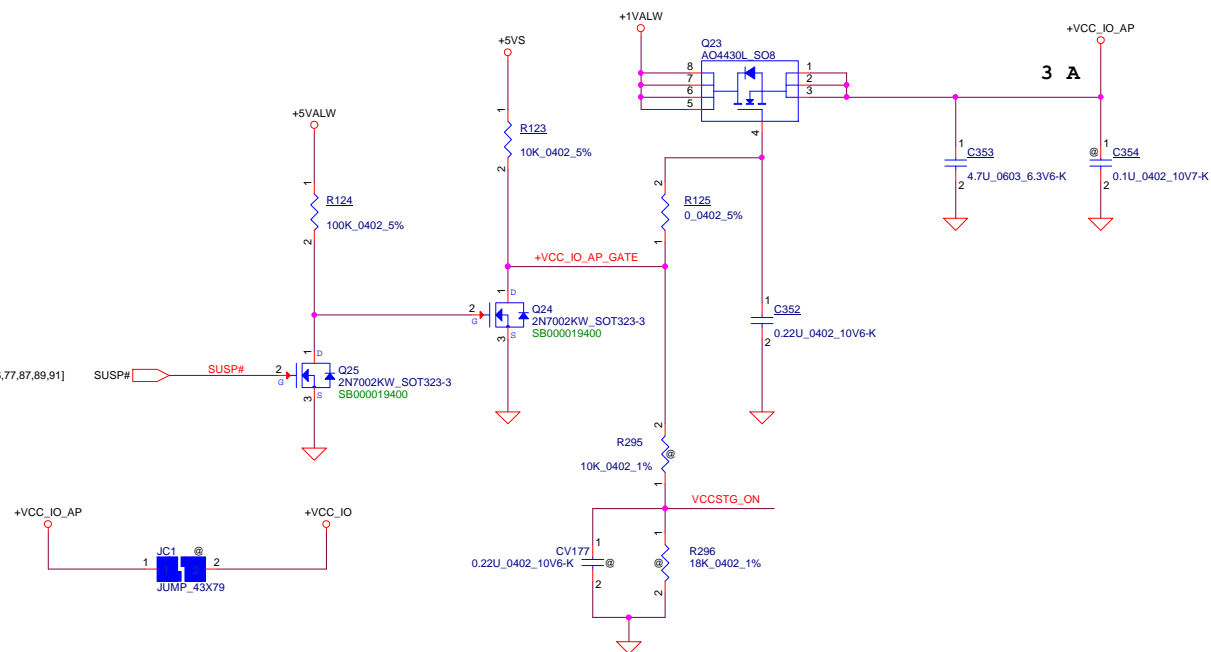 +1VALW
+VCC_IO_AP
+5VS
Q23
AO4430L_SO8
8
7
6
5
1
2
3
4
3 A
+5VALW
1
R123
10K_0402_5%
2
1
@
C353
4.7U_0603_6.3V6-K
2
1
C354
0.1U_0402_10V7-K
2
1
R124
100K_0402_5%
2
2
R125
0_0402_5%
1
+VCC_IO_AP_GATE
1
D
2
G
Q24
2N7002KW_SOT323-3
SB000019400
3
S
1
C352
0.22U_0402_10V6-K
2
,77,87,89,91]
SUSP#
SUSP#
1
D
2
G
Q25
2N7002KW_SOT323-3
SB000019400
3
S
2
R295
@
10K_0402_1%
1
VCCSTG_ON
+VCC_IO_AP
+VCC_IO
JC1
@
1
2
JUMP_43X79
1
CV177
@
0.22U_0402_10V6-K
2
1
R296
@
18K_0402_1%
2